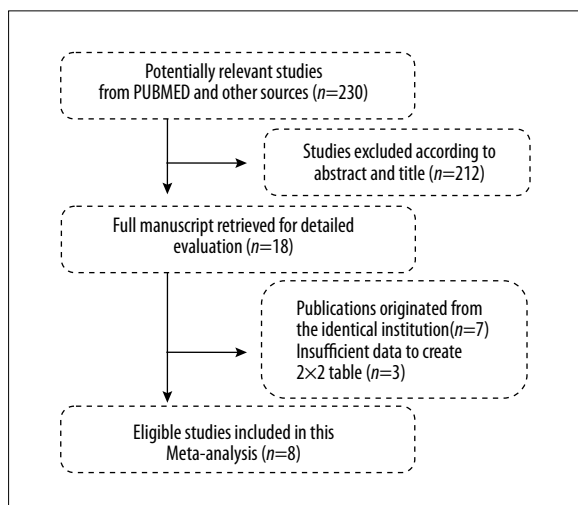 Potentially relevant studies
from PUBMED and other sources (n=230)
Studies excluded according to
abstract and title (n=212)
Full manuscript retrieved for detailed
evaluation (n=18)
Publications originated from
the identical institution(n=7)
Insufficient data to create
2×2 table (n=3)
Eligible studies included in this
Meta-analysis (n=8)